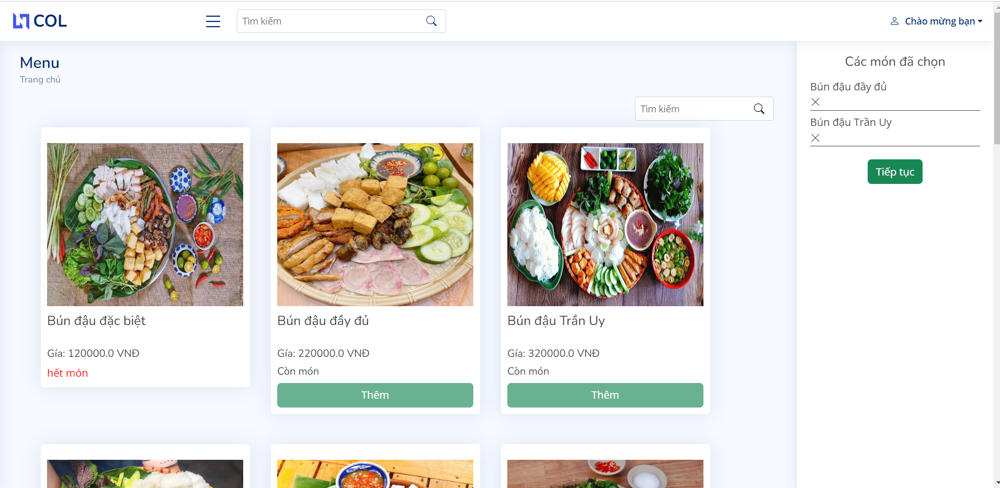 COL
Tìm kiếm
Chào mừng bạn
Menu
Trang chủ
Tìm kiếm
Bún đậu đặc biệt
Gía: 120000.0 VNĐ
hết món
Bún đậu đầy đủ
Gía: 220000.0 VNĐ
Còn món
Thêm
Bún đậu Trần Uy
Gía: 320000.0 VNĐ
Còn món
Thêm
Các món đã chọn
Bún đậu đầy đủ
Bún đậu Trần Uy
Tiếp tục